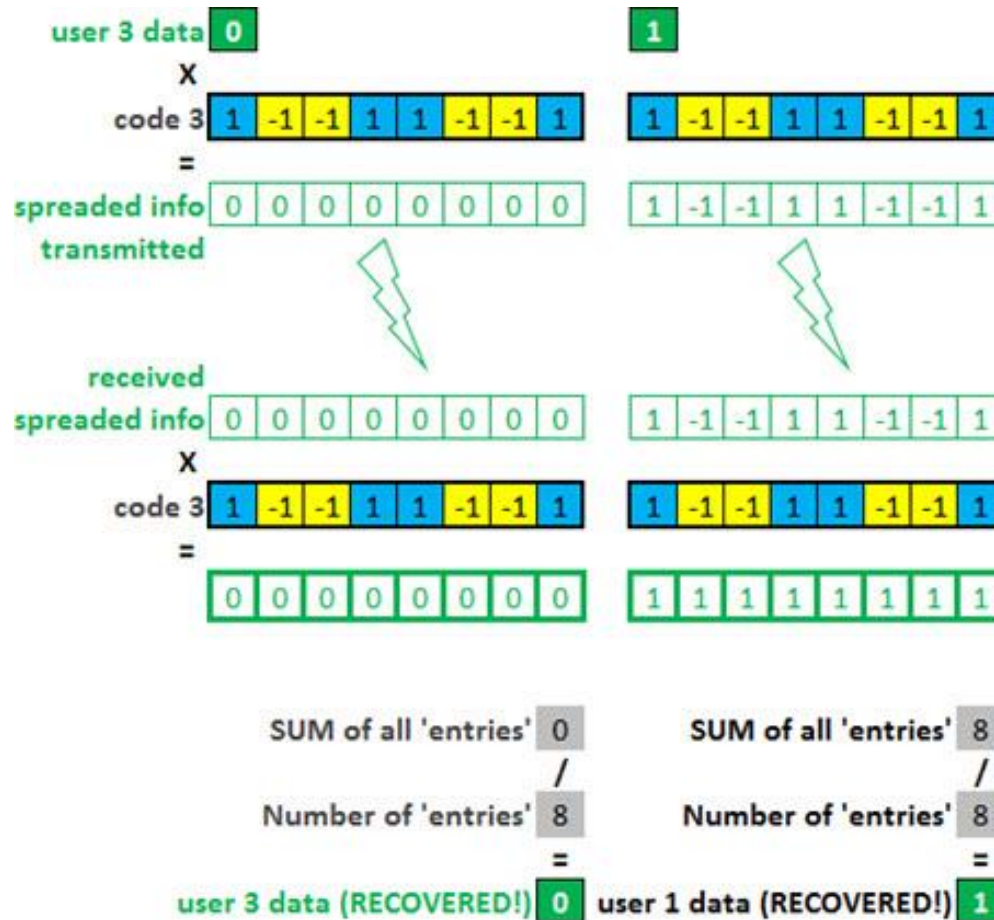 user 3 data 0 1
X
code 3 1 -1 -1 1 1 -1 -1 1 1 -1 -1 1 1 -1 -1 1
=
spreaded info 0 0 0 0 0 0 0 0 1 -1 -1 1 1 -1 -1 1
transmitted
received
spreaded info 0 0 0 0 0 0 0 0 1 -1 -1 1 1 -1 -1 1
X
code 3 1 -1 -1 1 1 -1 -1 1 1 -1 -1 1 1 -1 -1 1
=
0 0 0 0 0 0 0 0 1 1 1 1 1 1 1 1
SUM of all 'entries' 0 SUM of all 'entries' 8
/ /
Number of 'entries' 8 Number of 'entries' 8
= =
user 3 data (RECOVERED!) 0 user 1 data (RECOVERED!) 1